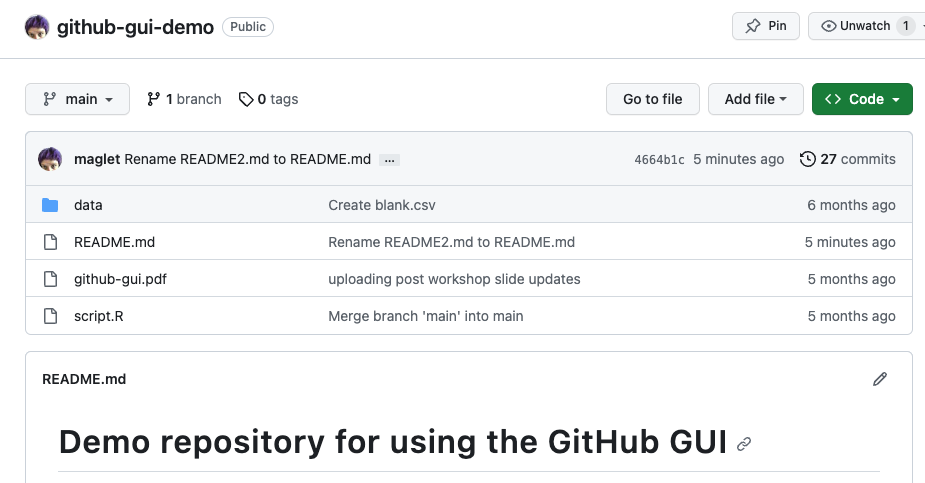 github-gui-demo Public Pin Unwatch 1
main 1 branch 0 tags Go to file Add file Code
maglet Rename README2.md to README.md ... 4664b1c 5 minutes ago 27 commits
data Create blank.csv 6 months ago
README.md Rename README2.md to README.md 5 minutes ago
github-gui.pdf uploading post workshop slide updates 5 months ago
script.R Merge branch 'main' into main 5 months ago
README.md
Demo repository for using the GitHub GUI